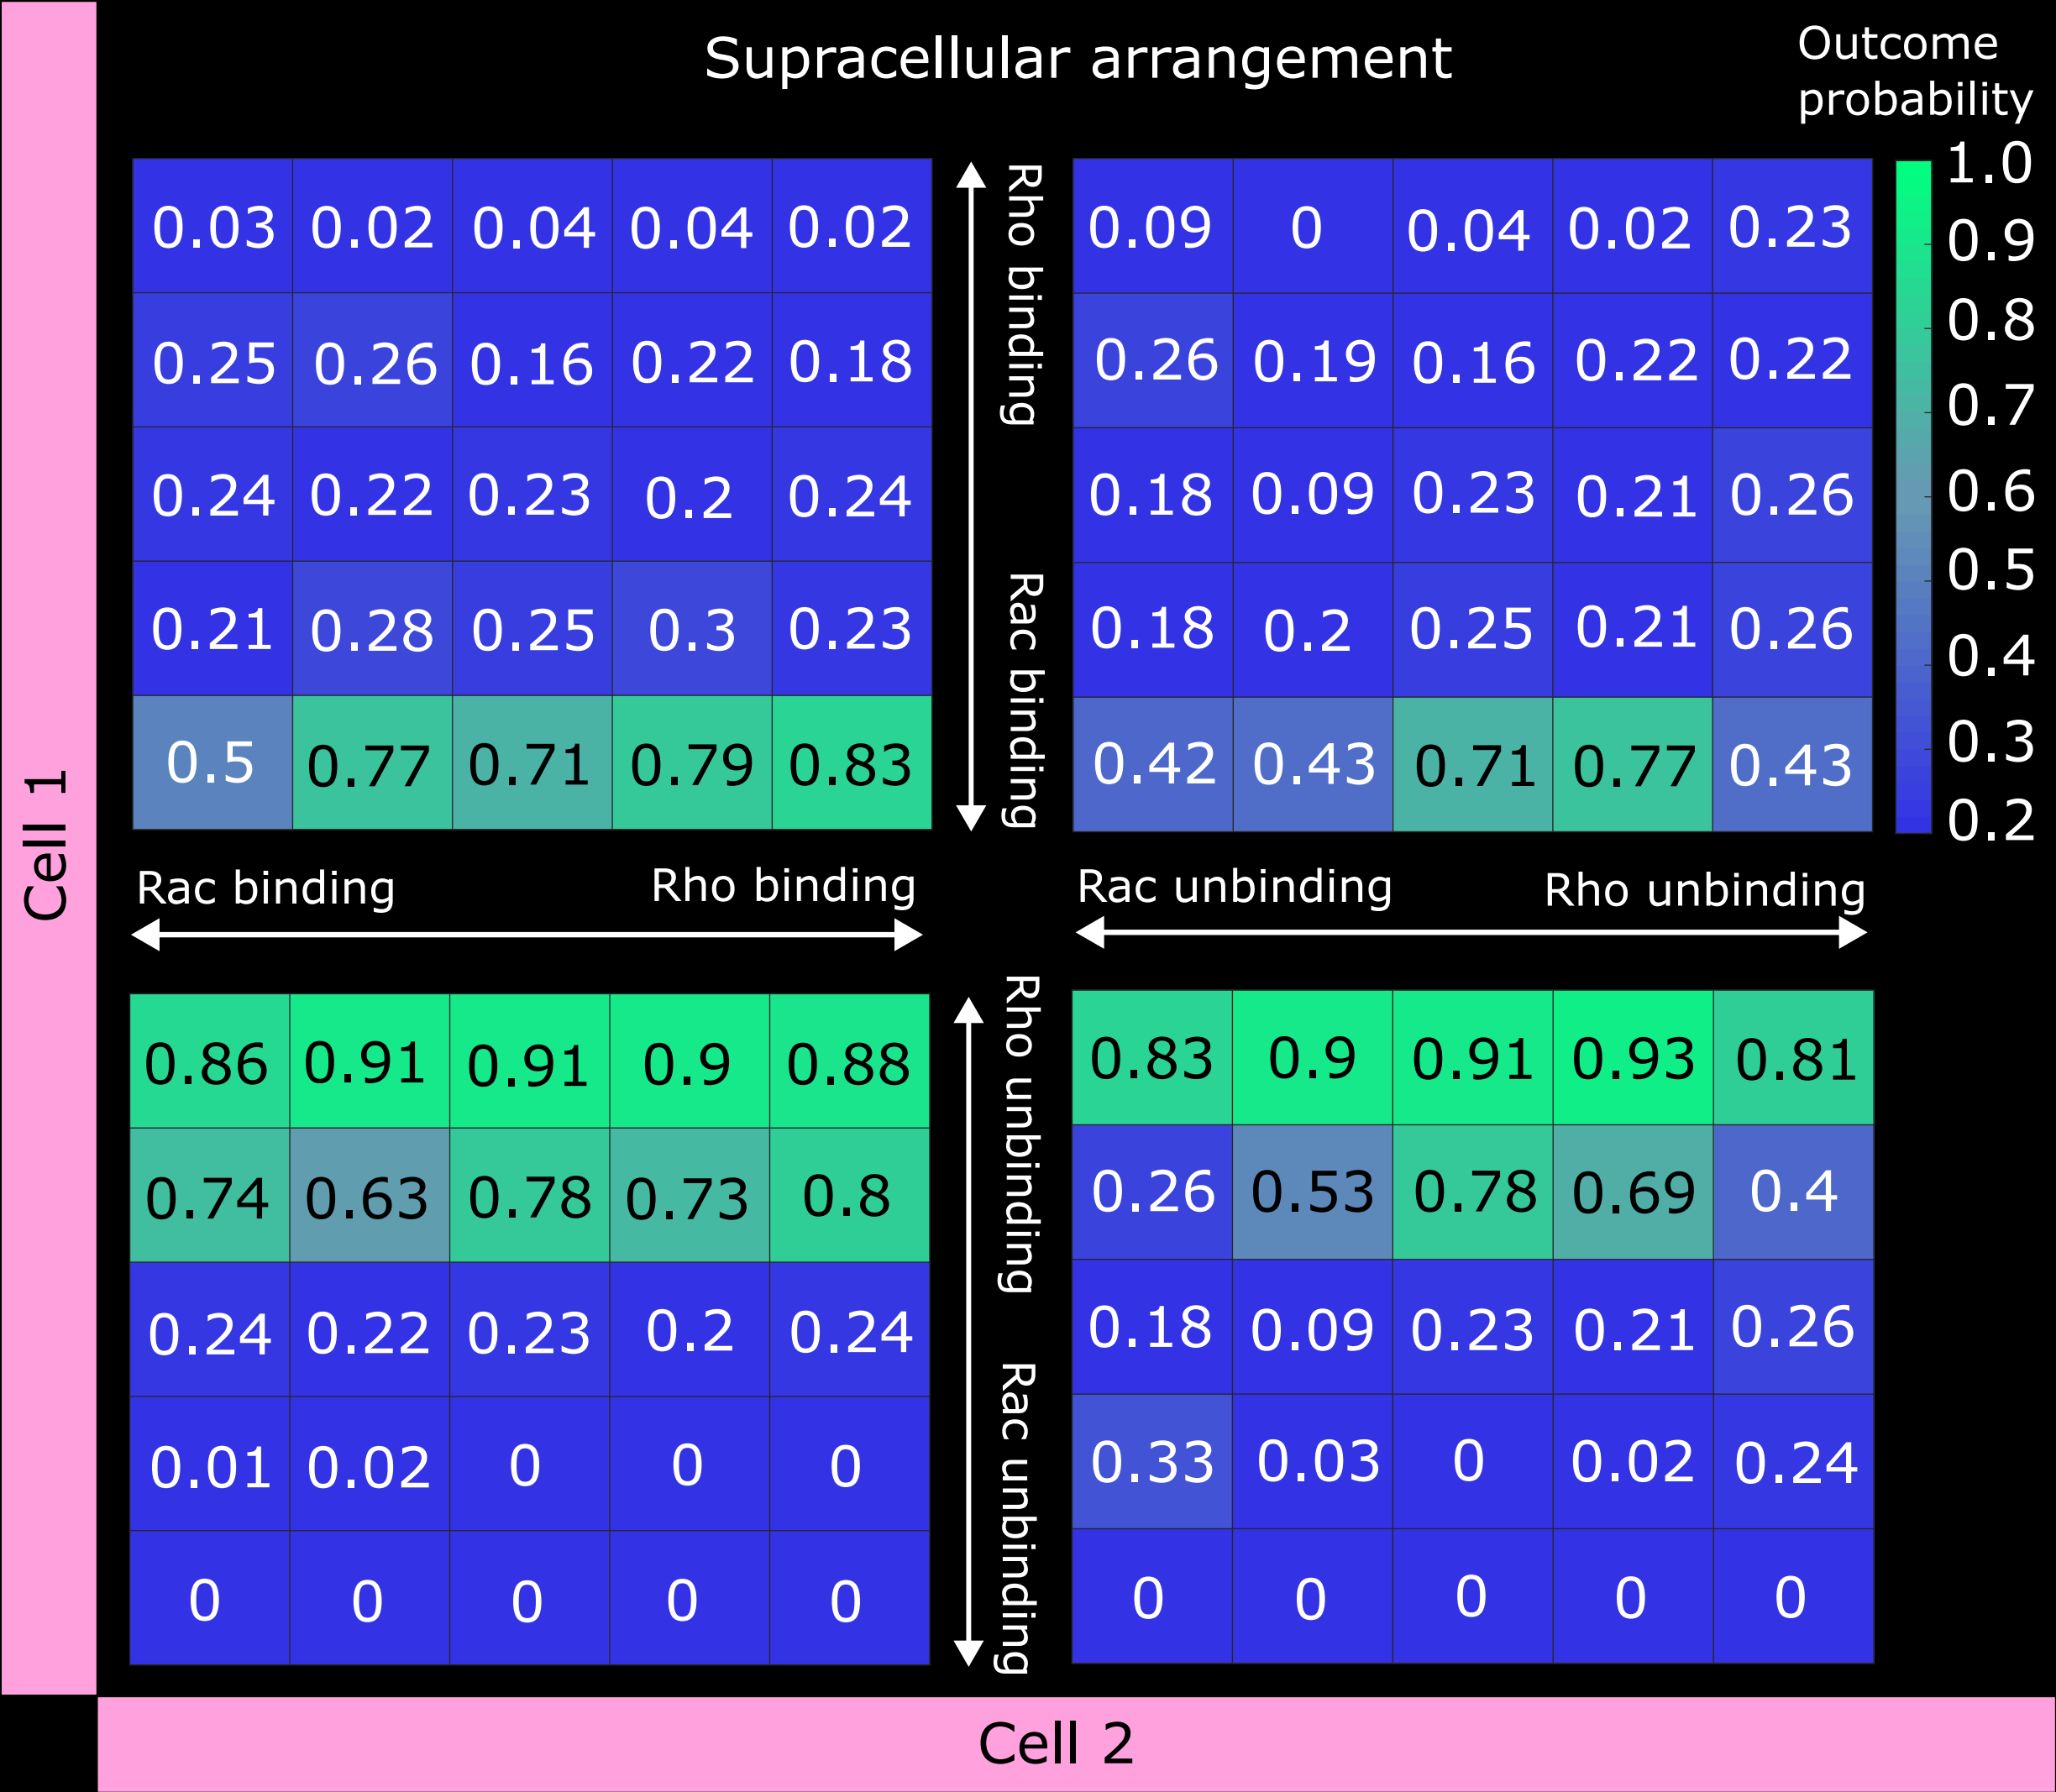 Supracellular arrangement
Outcome
probability
0.03 0.02 0.04 0.04 0.02
0.25 0.26 0.16 0.22 0.18
0.24 0.22 0.23 0.2 0.24
0.21 0.28 0.25 0.3 0.23
0.5 0.77 0.71 0.79 0.83
Rho binding
Rac binding
0.09 0 0.04 0.02 0.23
0.26 0.19 0.16 0.22 0.22
0.18 0.09 0.23 0.21 0.26
0.18 0.2 0.25 0.21 0.26
0.42 0.43 0.71 0.77 0.43
1.0
0.9
0.8
0.7
0.6
0.5
0.4
0.3
0.2
Cell 1
Rac binding Rho binding
Rac unbinding Rho unbinding
0.86 0.91 0.91 0.9 0.88
0.74 0.63 0.78 0.73 0.8
0.24 0.22 0.23 0.2 0.24
0.01 0.02 0 0 0
0 0 0 0 0
Rho unbinding
Rac unbinding
0.83 0.9 0.91 0.93 0.81
0.26 0.53 0.78 0.69 0.4
0.18 0.09 0.23 0.21 0.26
0.33 0.03 0 0.02 0.24
0 0 0 0 0
Cell 2